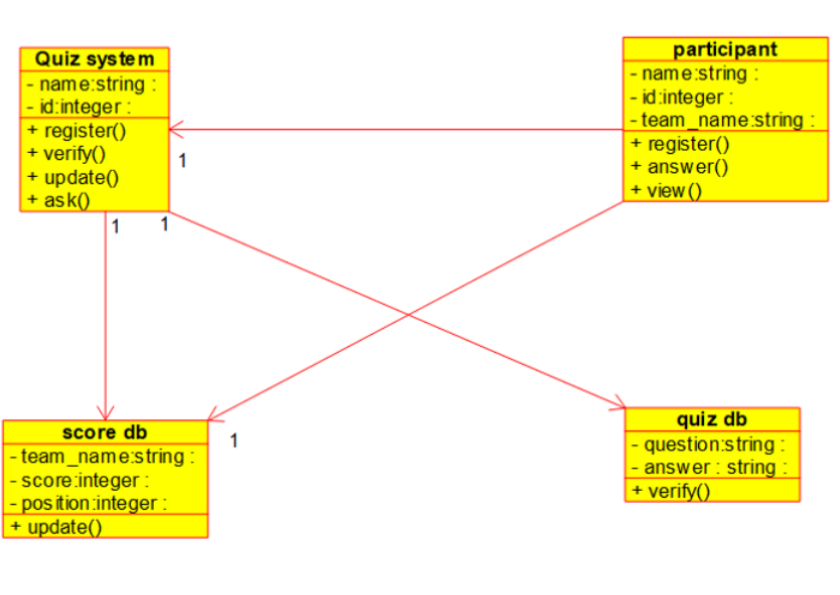 Quiz system
- name:string :
- id:integer :
+ register()
+ verify()
+ update()
+ ask()
participant
- name:string :
- id:integer :
- team_name:string :
+ register()
+ answer()
+ view()
1
1
1
score db
- team_name:string :
- score:integer :
- position:integer :
+ update()
1
quiz db
- question:string :
- answer : string :
+ verify()